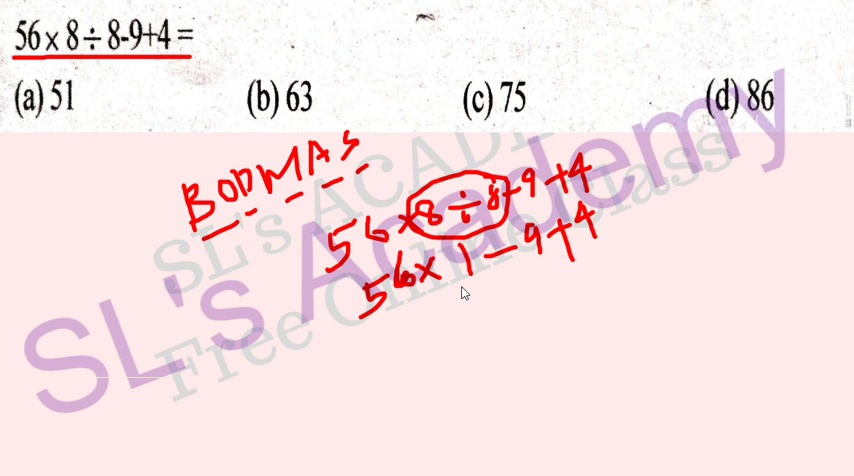 56 x 8 ÷ 8-9+4 =
(a) 51 (b) 63 (c) 75 (d) 86
BODMAS
56 × 8 ÷ 8 - 9 + 4
56 × 1 - 9 + 4
SL's ACADEMY
SL's Academy
Free Online Class